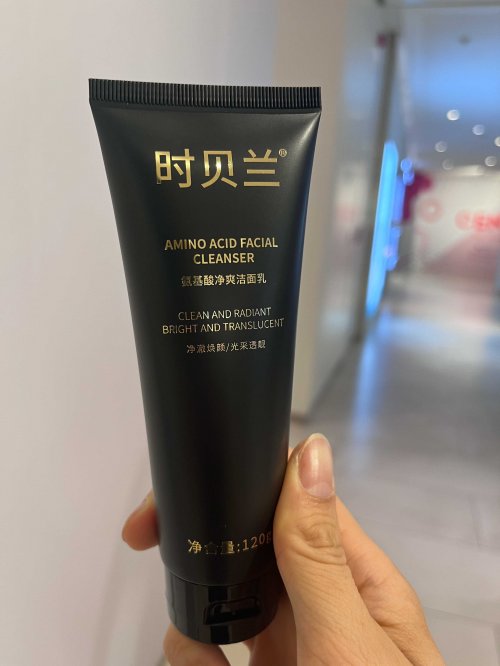 时贝兰®
AMINO ACID FACIAL
CLEANSER
氨基酸净爽洁面乳
CLEAN AND RADIANT
BRIGHT AND TRANSLUCENT
净澈焕颜/光采透靓
净含量:120g